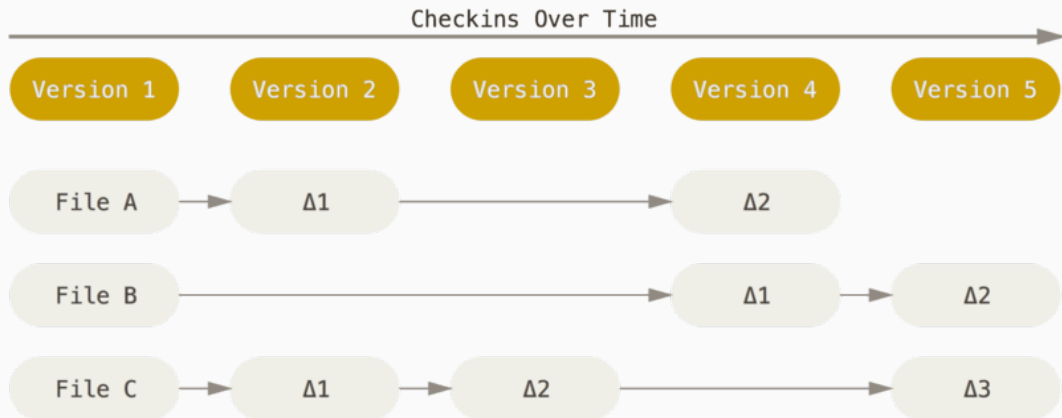 Checkins Over Time
Version 1 Version 2 Version 3 Version 4 Version 5
File A Δ1 Δ2
File B Δ1 Δ2
File C Δ1 Δ2 Δ3